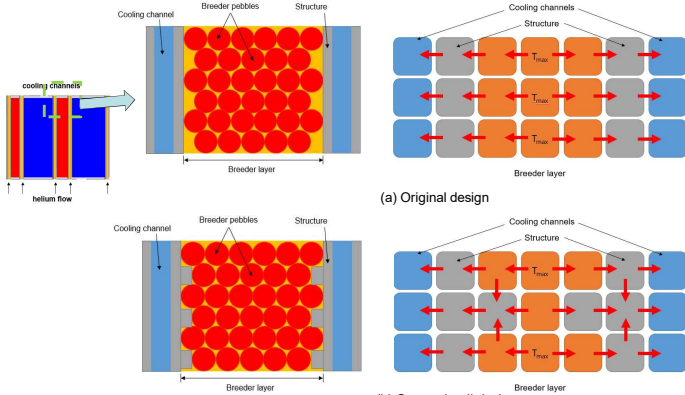 Cooling channel
Breeder pebbles
Structure
cooling channels
helium flow
Breeder layer
Cooling channels
Structure
Tmax
Tmax
Tmax
Breeder layer
(a) Original design
Cooling channel
Breeder pebbles
Structure
Breeder layer
Cooling channels
Structure
Tmax
Tmax
Breeder layer